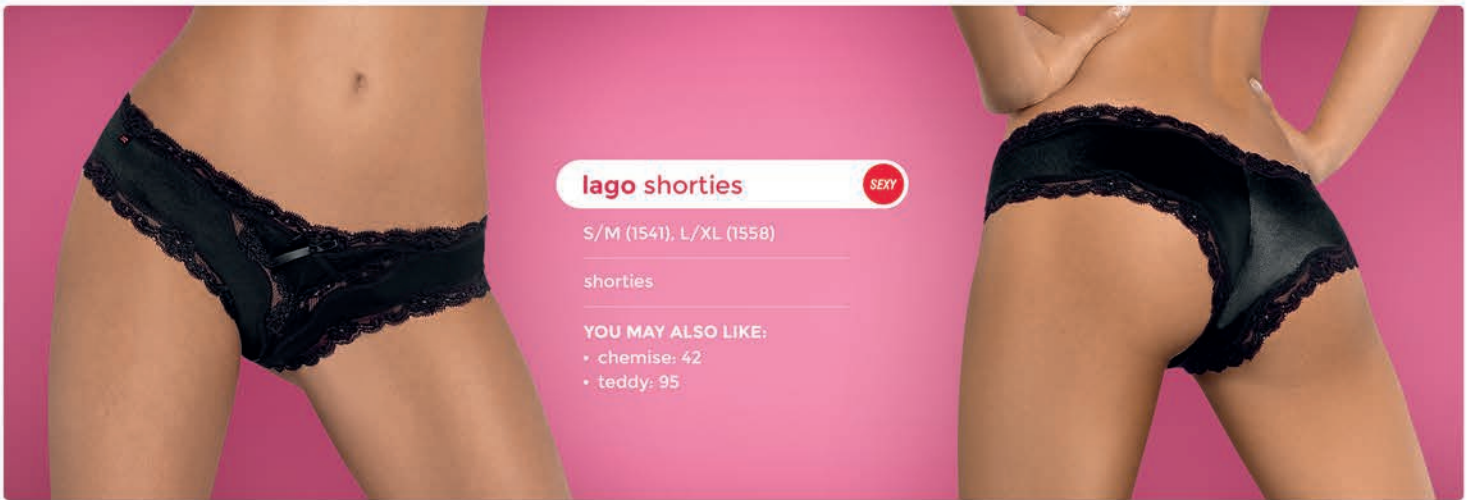 lago shorties
SEXY
S/M (1541), L/XL (1558)
shorties
YOU MAY ALSO LIKE:
• chemise: 42
• teddy: 95